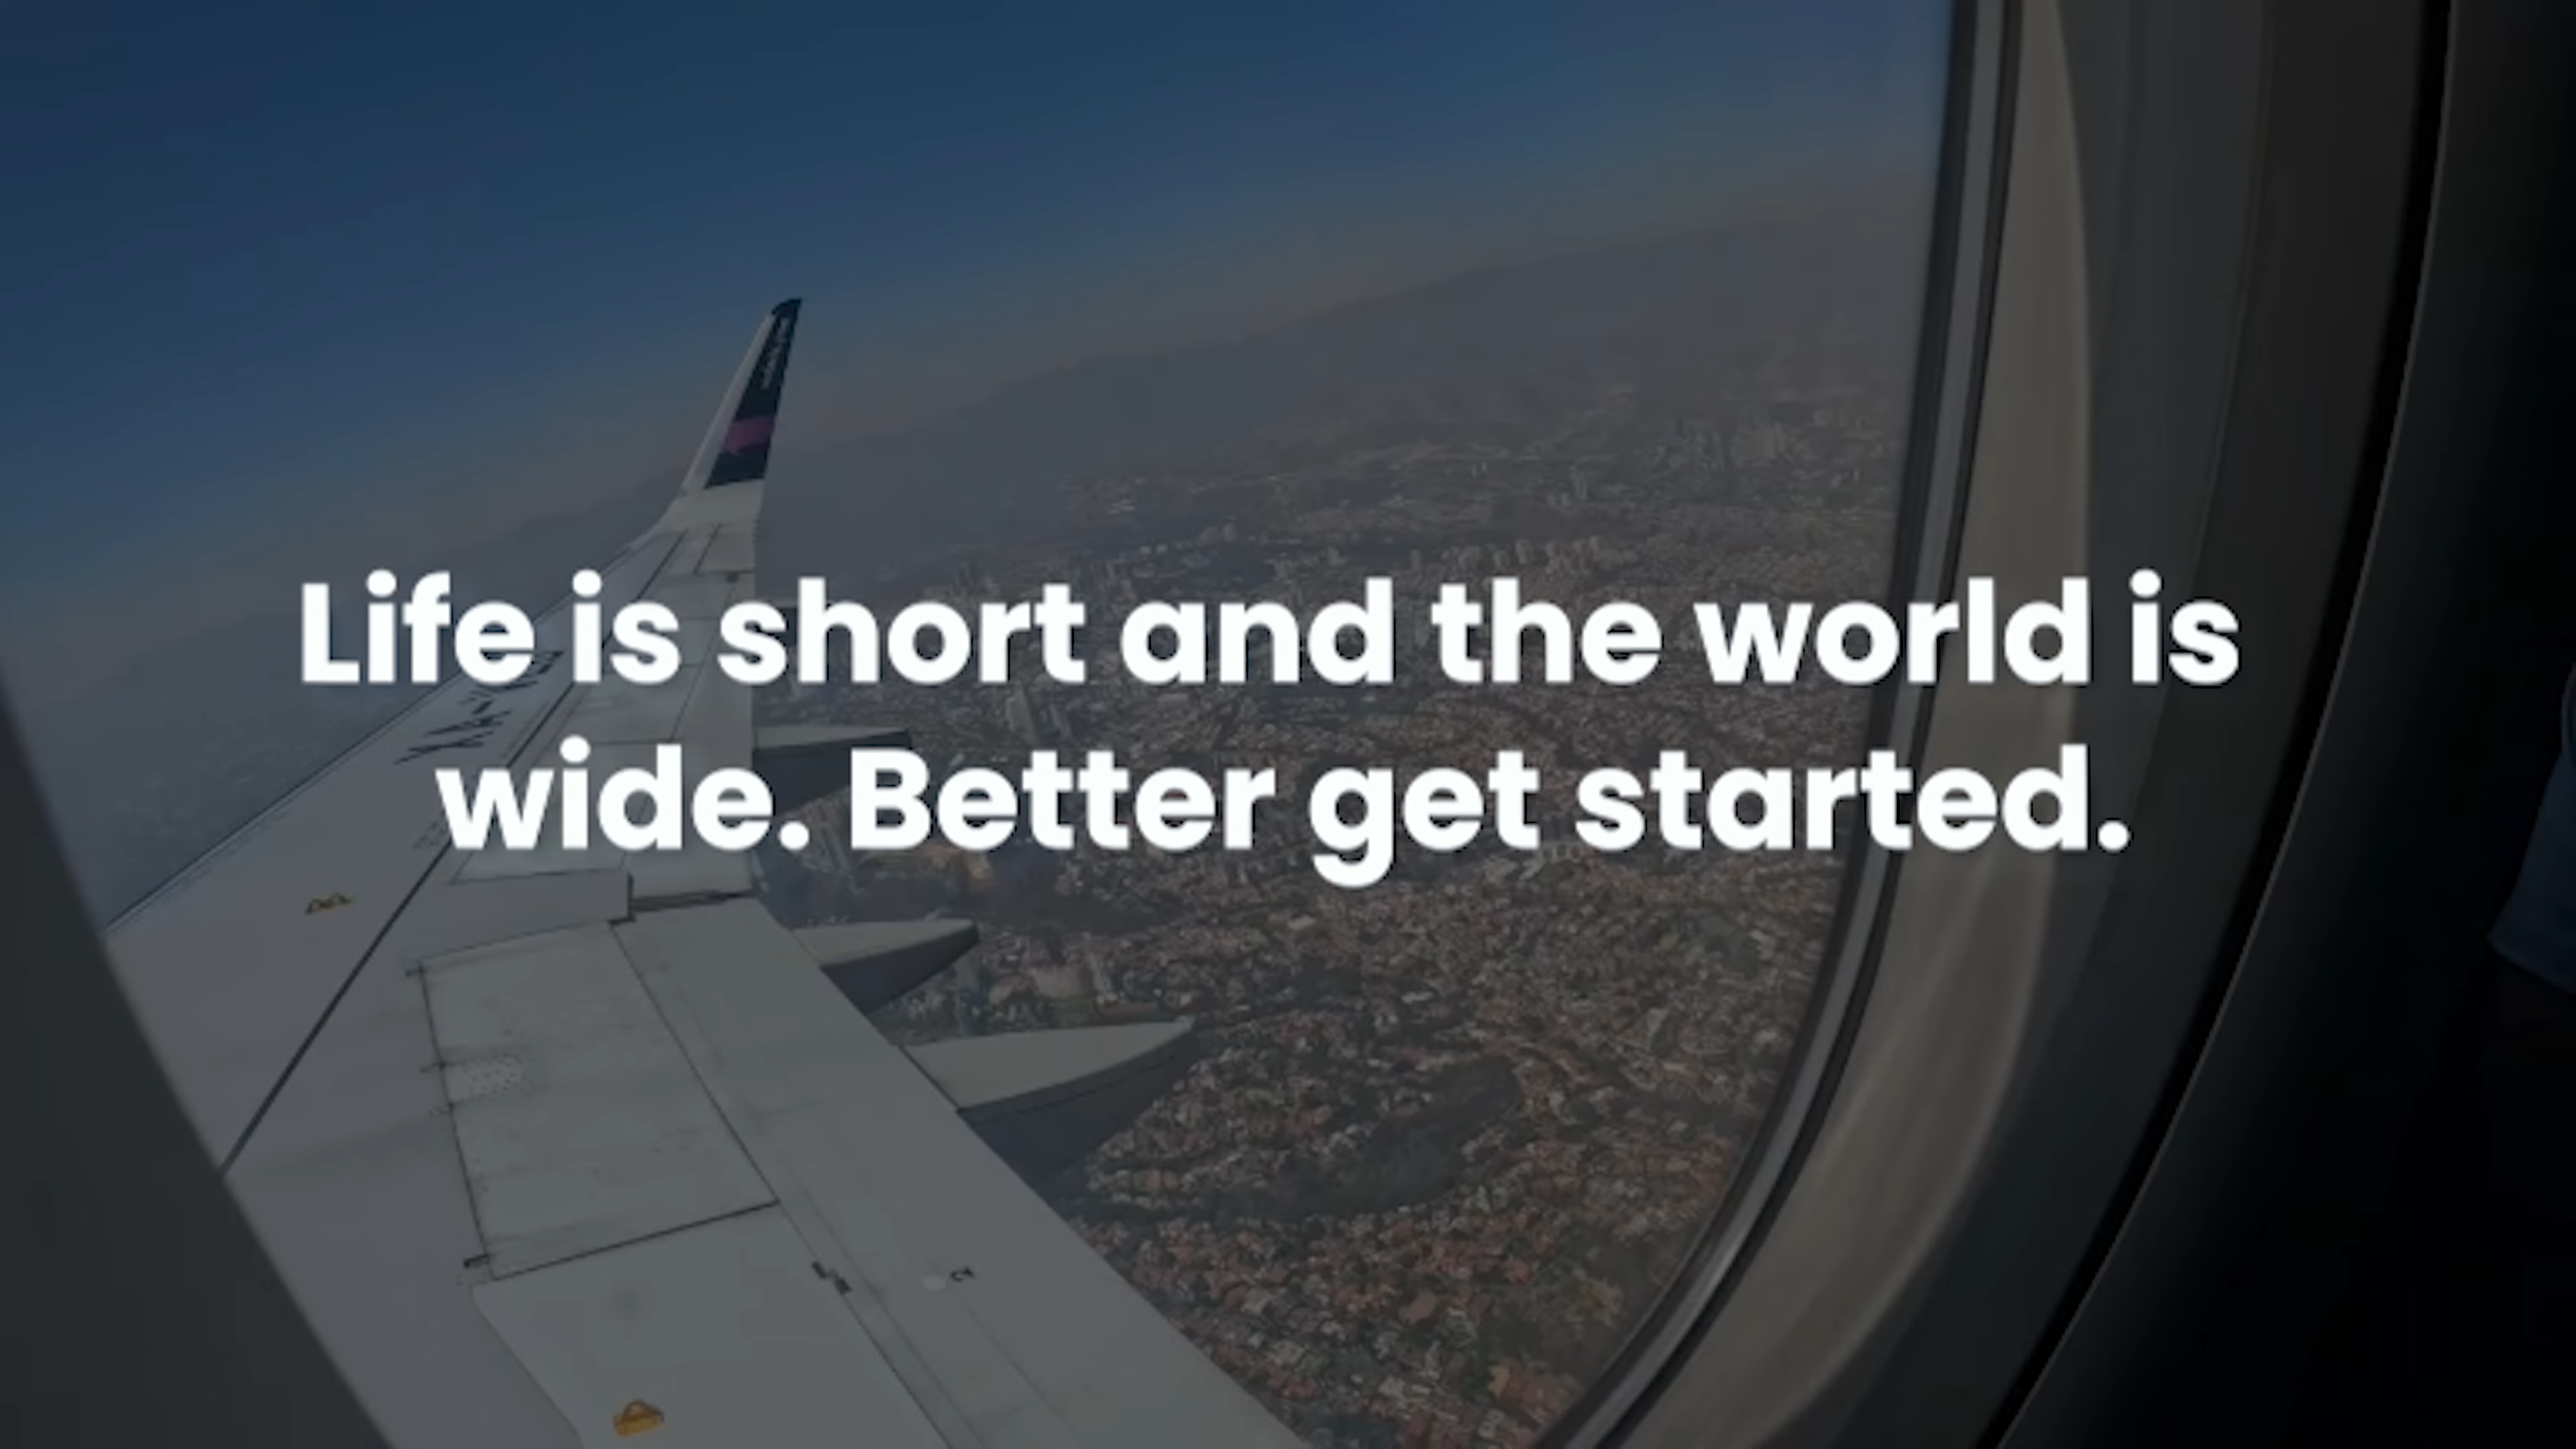 Life is short and the world is
wide. Better get started.